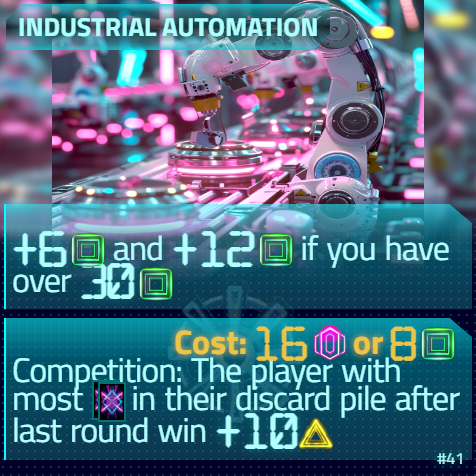 INDUSTRIAL AUTOMATION
+6 and +12 if you have
over 30
Cost: 16 or 8
Competition: The player with
most in their discard pile after
last round win +10
#41